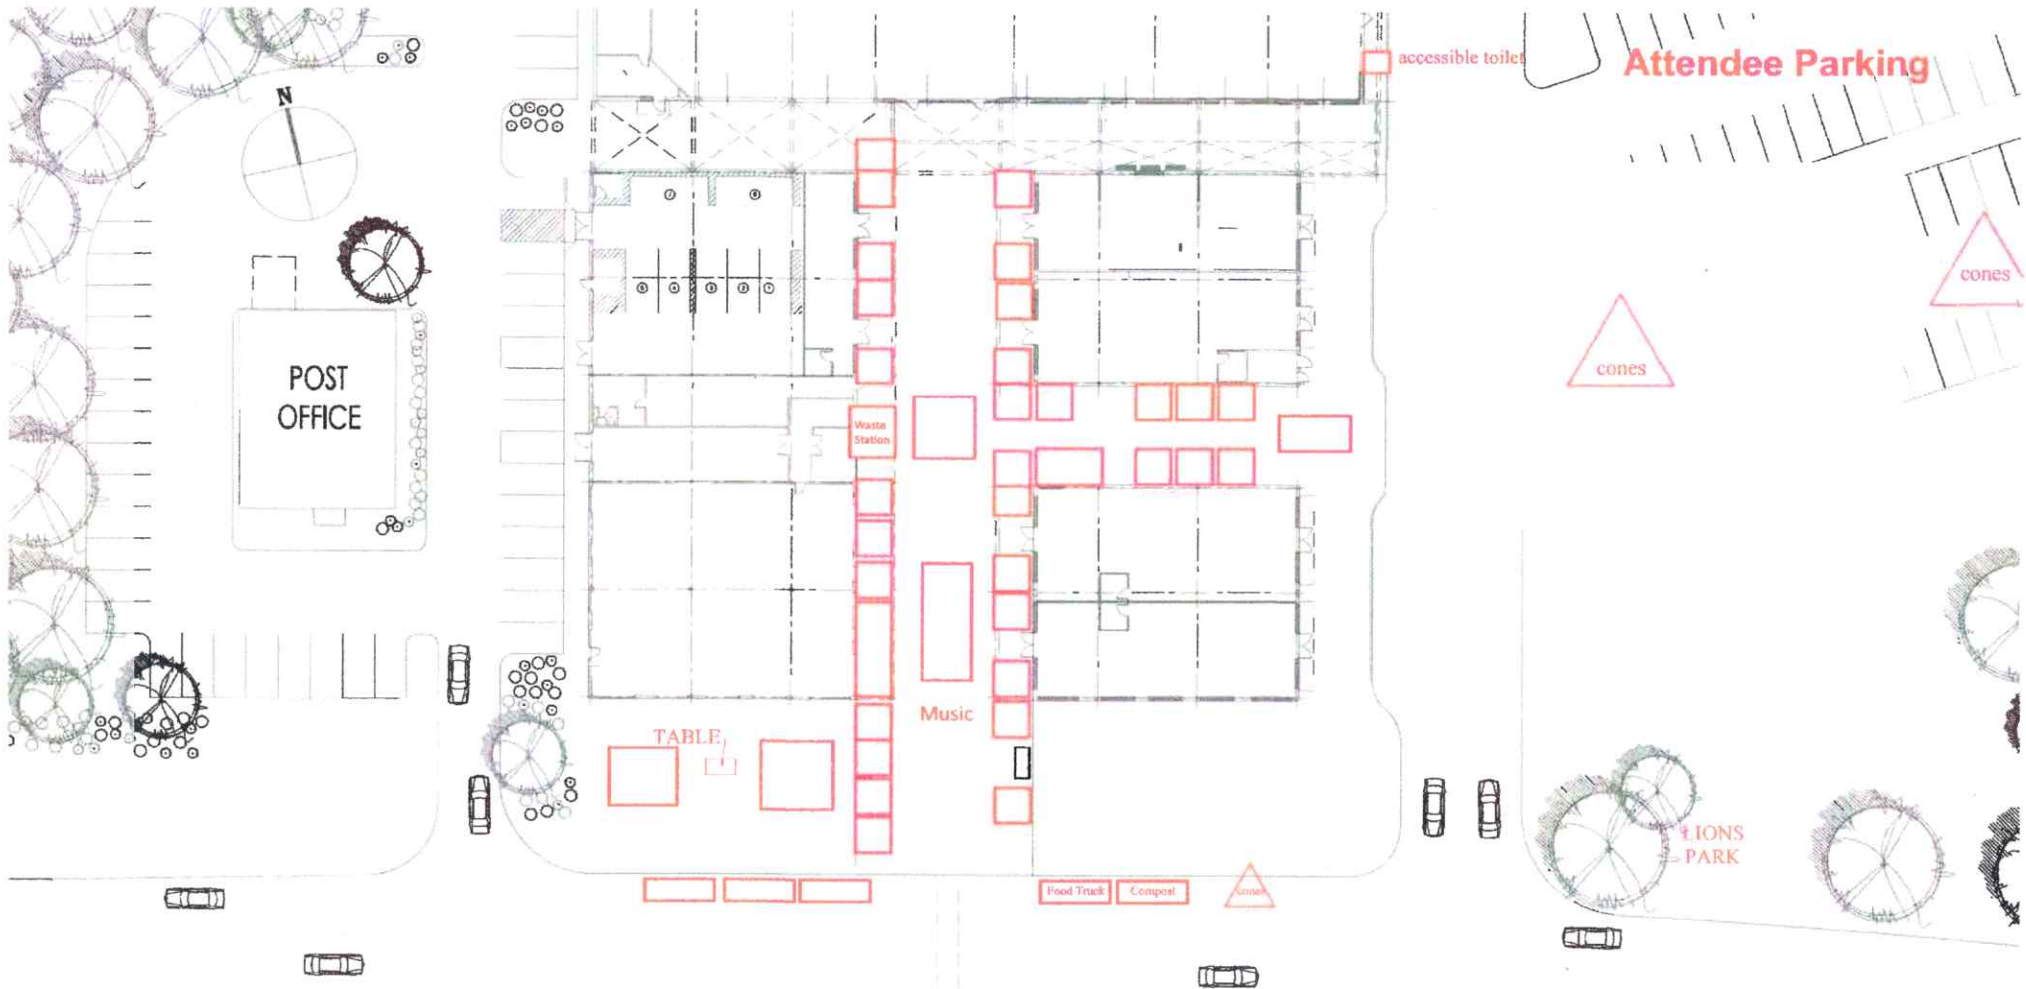 accessible toilet
Attendee Parking
N
cones
cones
POST
OFFICE
Waste
Station
Music
TABLE
LIONS
PARK
Food Truck
Compost
cones